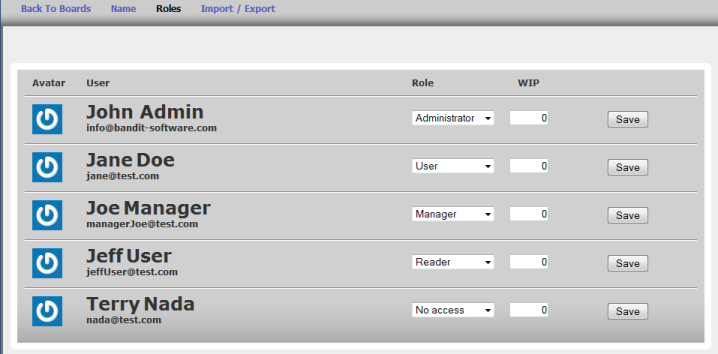 Back To Boards Name Roles Import / Export
Avatar User Role WIP
John Admin
info@bandit-software.com
Administrator 0 Save
Jane Doe
jane@test.com
User 0 Save
Joe Manager
managerJoe@test.com
Manager 0 Save
Jeff User
jeffUser@test.com
Reader 0 Save
Terry Nada
nada@test.com
No access 0 Save